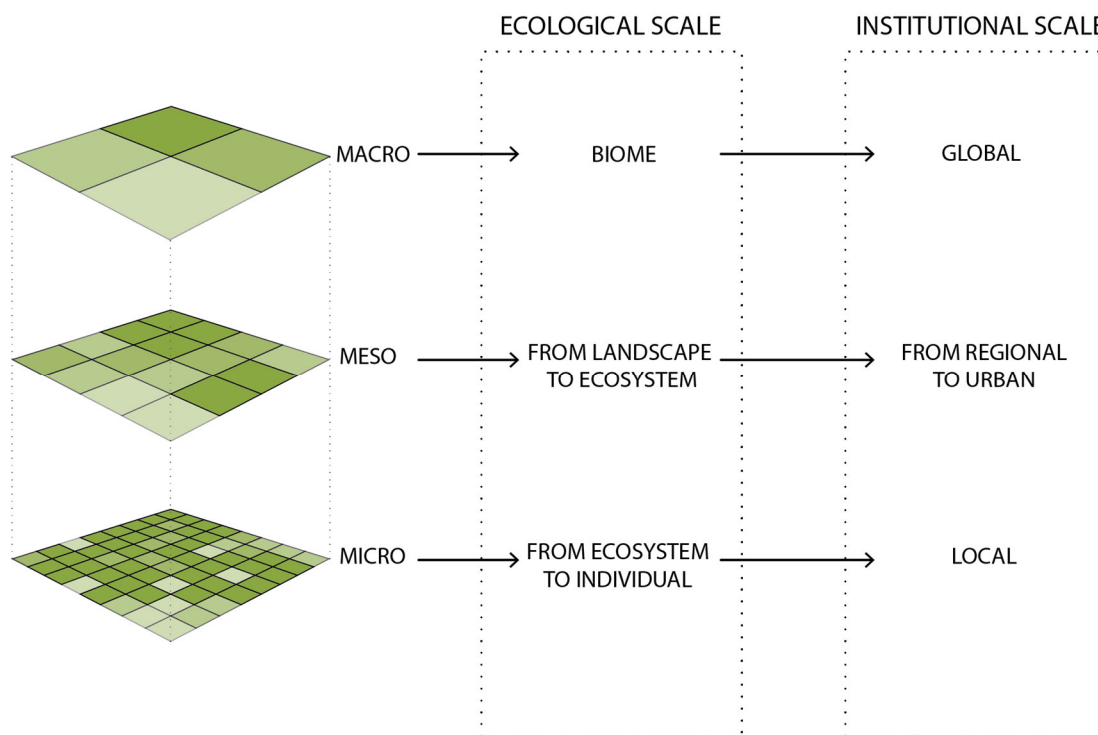 ECOLOGICAL SCALE
INSTITUTIONAL SCALE
MACRO
BIOME
GLOBAL
MESO
FROM LANDSCAPE
TO ECOSYSTEM
FROM REGIONAL
TO URBAN
MICRO
FROM ECOSYSTEM
TO INDIVIDUAL
LOCAL